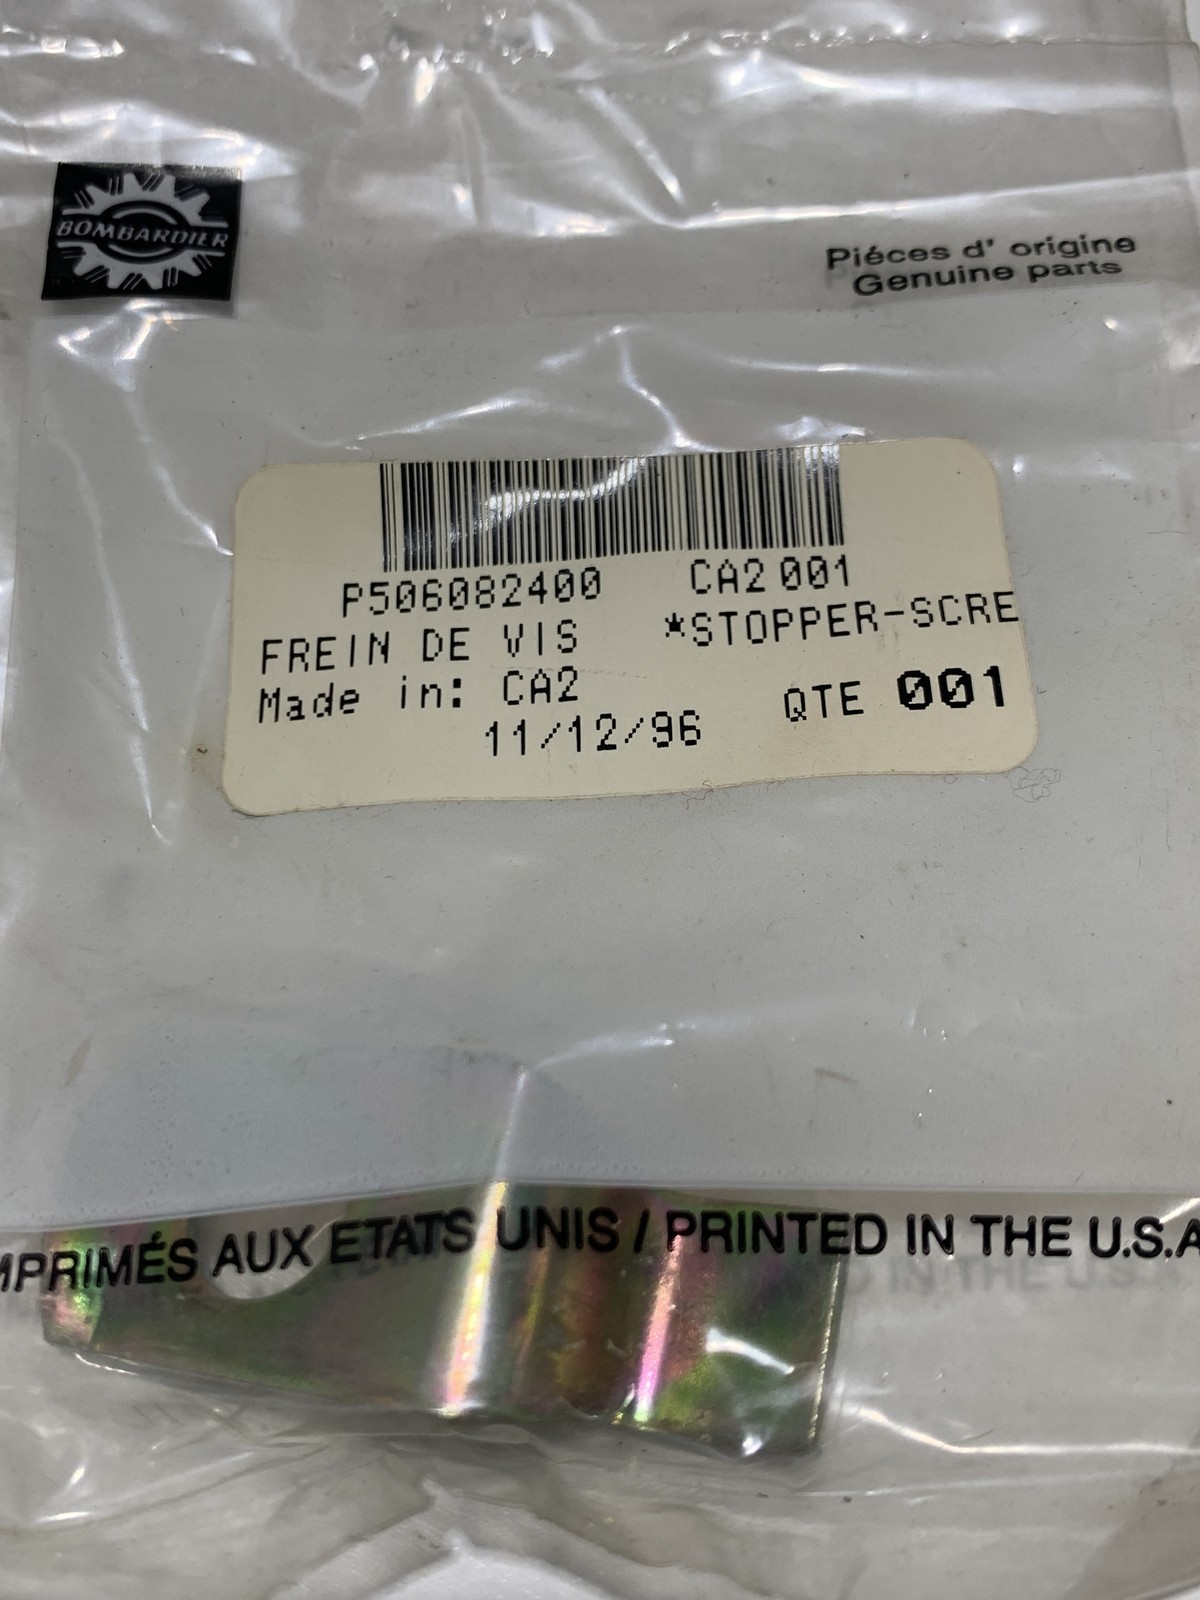 BOMBARDIER
Piéces d' origine
Genuine parts
P506082400 CA2 001
FREIN DE VIS *STOPPER-SCRE
Made in: CA2
QTE 001
11/12/96
MPRIMÉS AUX ETATS UNIS / PRINTED IN THE U.S.A